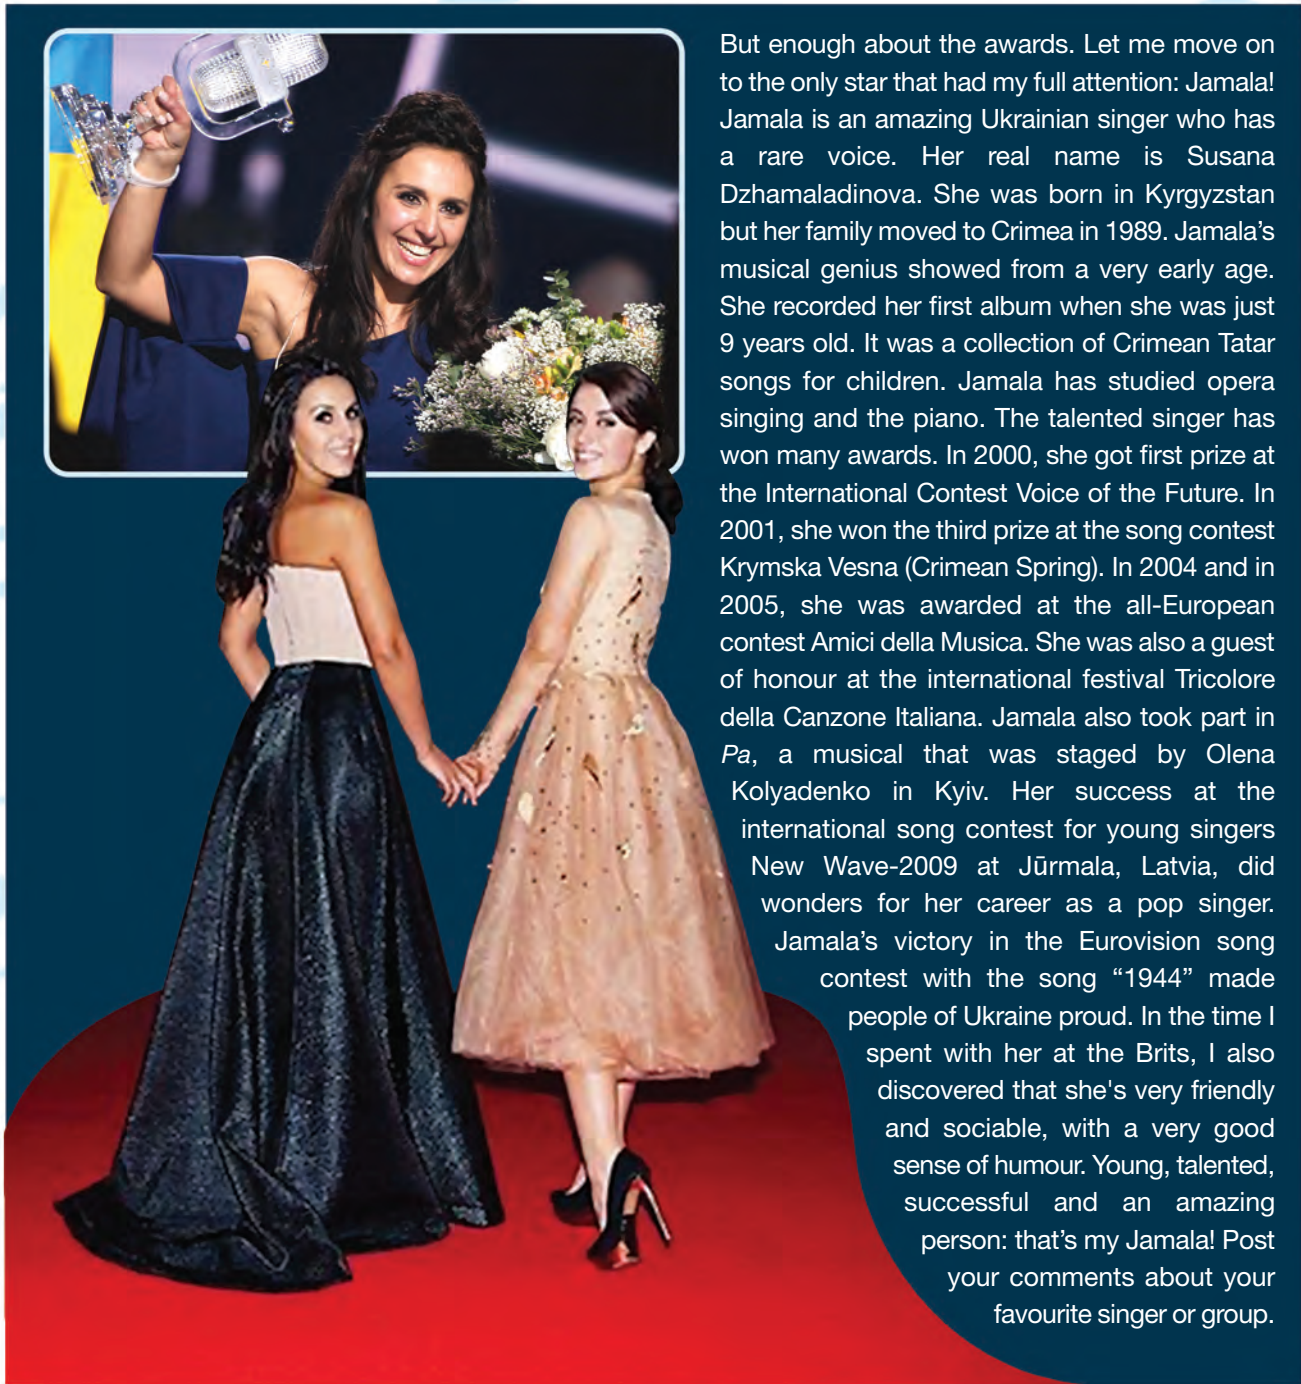 But enough about the awards. Let me move on
to the only star that had my full attention: Jamala!
Jamala is an amazing Ukrainian singer who has
a rare voice. Her real name is Susana
Dzhamaladinova. She was born in Kyrgyzstan
but her family moved to Crimea in 1989. Jamala’s
musical genius showed from a very early age.
She recorded her first album when she was just
9 years old. It was a collection of Crimean Tatar
songs for children. Jamala has studied opera
singing and the piano. The talented singer has
won many awards. In 2000, she got first prize at
the International Contest Voice of the Future. In
2001, she won the third prize at the song contest
Krymska Vesna (Crimean Spring). In 2004 and in
2005, she was awarded at the all-European
contest Amici della Musica. She was also a guest
of honour at the international festival Tricolore
della Canzone Italiana. Jamala also took part in
Pa, a musical that was staged by Olena
Kolyadenko in Kyiv. Her success at the
international song contest for young singers
New Wave-2009 at Jūrmala, Latvia, did
wonders for her career as a pop singer.
Jamala’s victory in the Eurovision song
contest with the song “1944” made
people of Ukraine proud. In the time I
spent with her at the Brits, I also
discovered that she's very friendly
and sociable, with a very good
sense of humour. Young, talented,
successful and an amazing
person: that’s my Jamala! Post
your comments about your
favourite singer or group.